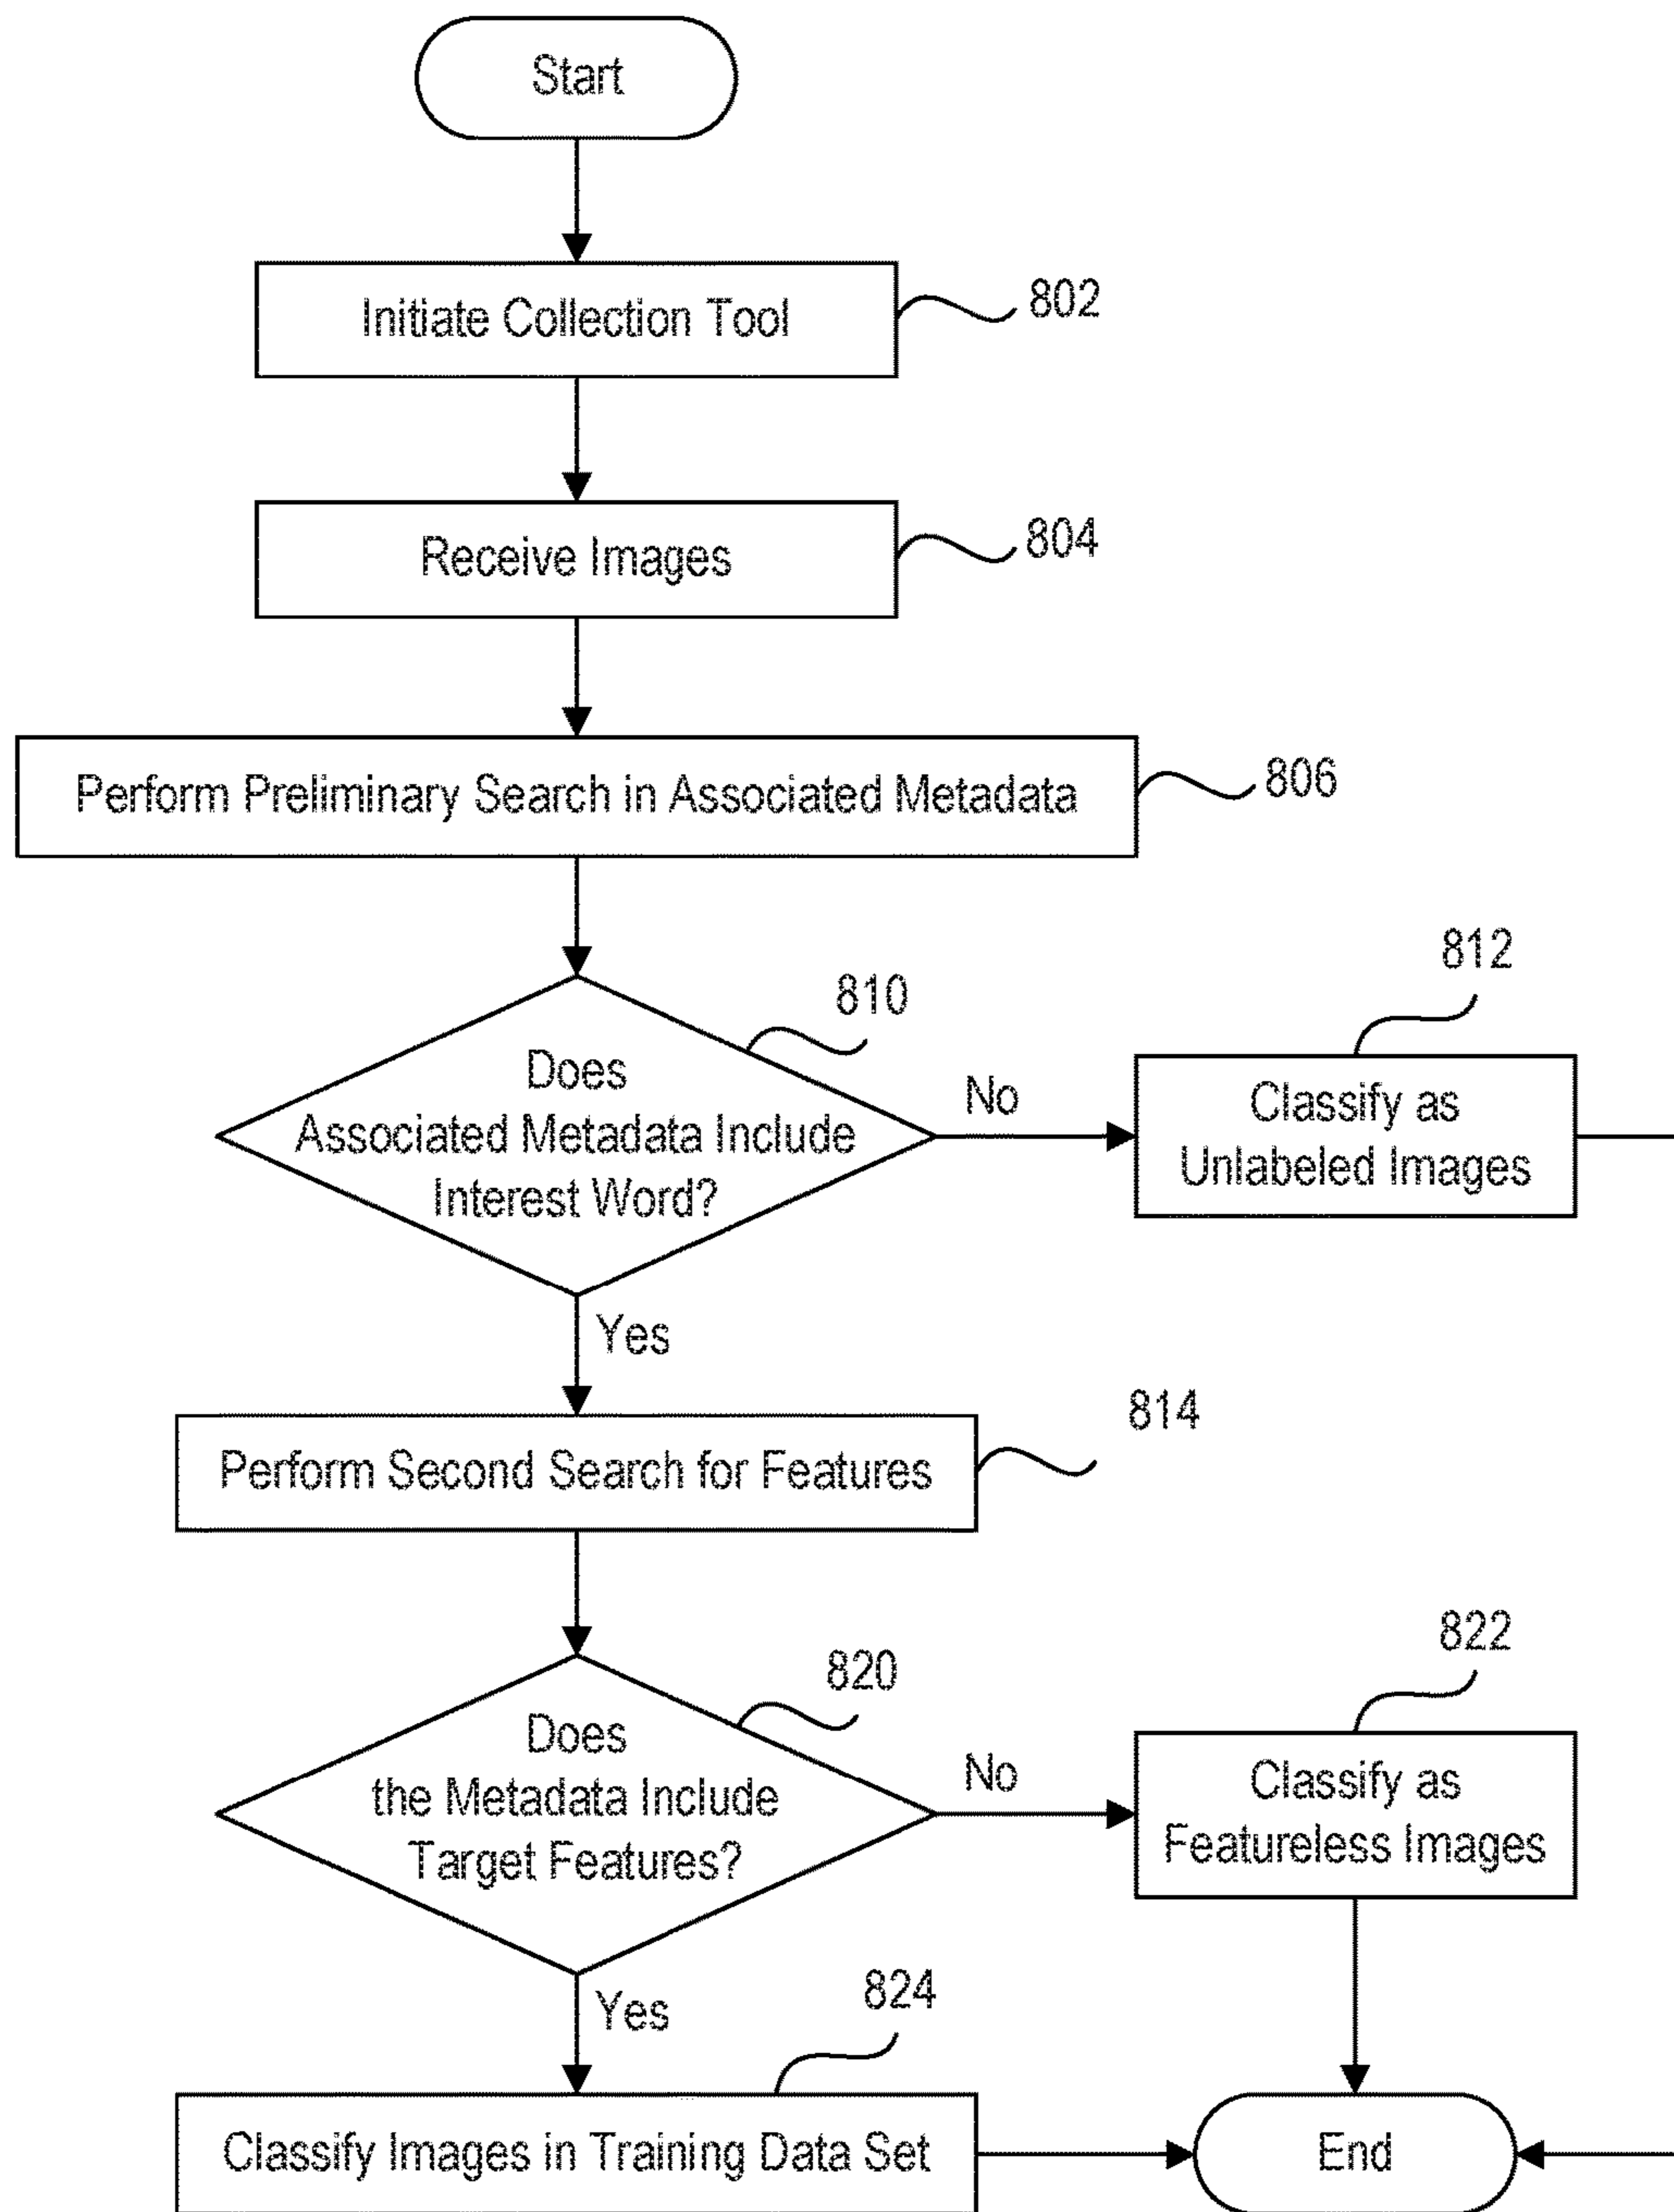 Start
Initiate Collection Tool
802
Receive Images
804
Perform Preliminary Search in Associated Metadata
806
810
Does
Associated Metadata Include
Interest Word?
No
812
Classify as
Unlabeled Images
Yes
814
Perform Second Search for Features
820
Does
the Metadata Include
Target Features?
No
822
Classify as
Featureless Images
Yes
824
Classify Images in Training Data Set
End